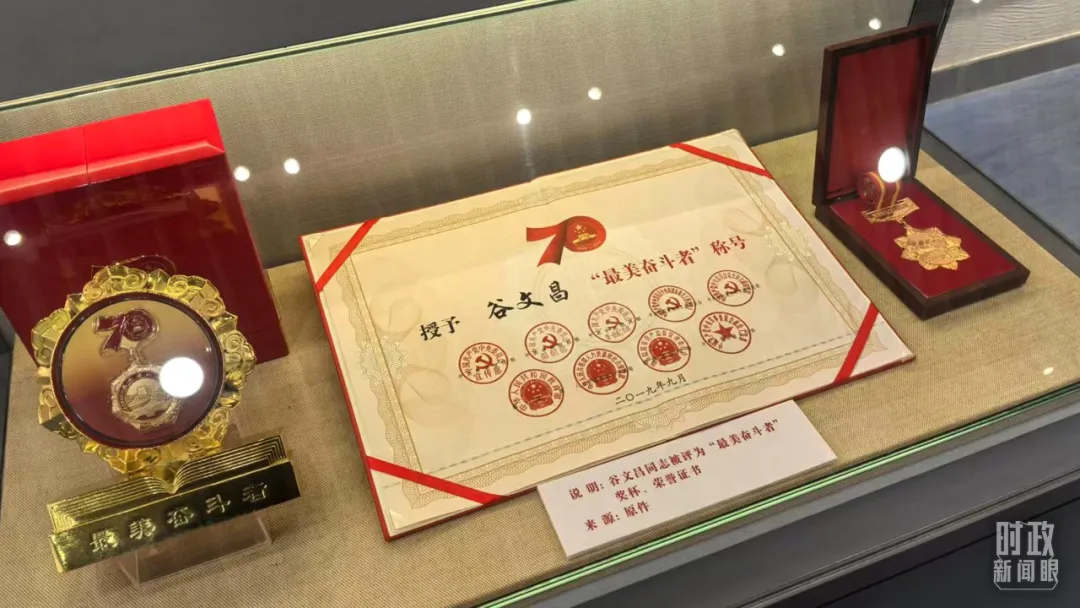 70
授予 谷文昌 “最美奋斗者”称号
二〇一九年九月
70
最美奋斗者
说 明：谷文昌同志被评为“最美奋斗者”
奖杯、荣誉证书
来 源：原件
时政
新闻眼